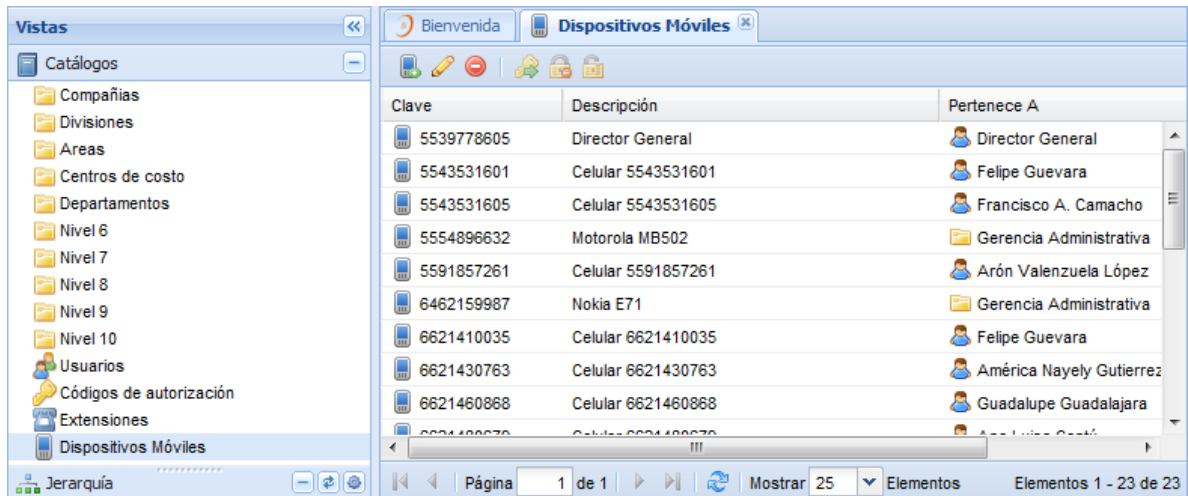 Vistas
Catálogos
Compañias
Divisiones
Areas
Centros de costo
Departamentos
Nivel 6
Nivel 7
Nivel 8
Nivel 9
Nivel 10
Usuarios
Códigos de autorización
Extensiones
Dispositivos Móviles
Jerarquía
Bienvenida Dispositivos Móviles
Clave Descripción Pertenece A
5539778605 Director General Director General
5543531601 Celular 5543531601 Felipe Guevara
5543531605 Celular 5543531605 Francisco A. Camacho
5554896632 Motorola MB502 Gerencia Administrativa
5591857261 Celular 5591857261 Arón Valenzuela López
6462159987 Nokia E71 Gerencia Administrativa
6621410035 Celular 6621410035 Felipe Guevara
6621430763 Celular 6621430763 América Nayely Gutierrez
6621460868 Celular 6621460868 Guadalupe Guadalajara
Página 1 de 1 Mostrar 25 Elementos Elementos 1 - 23 de 23